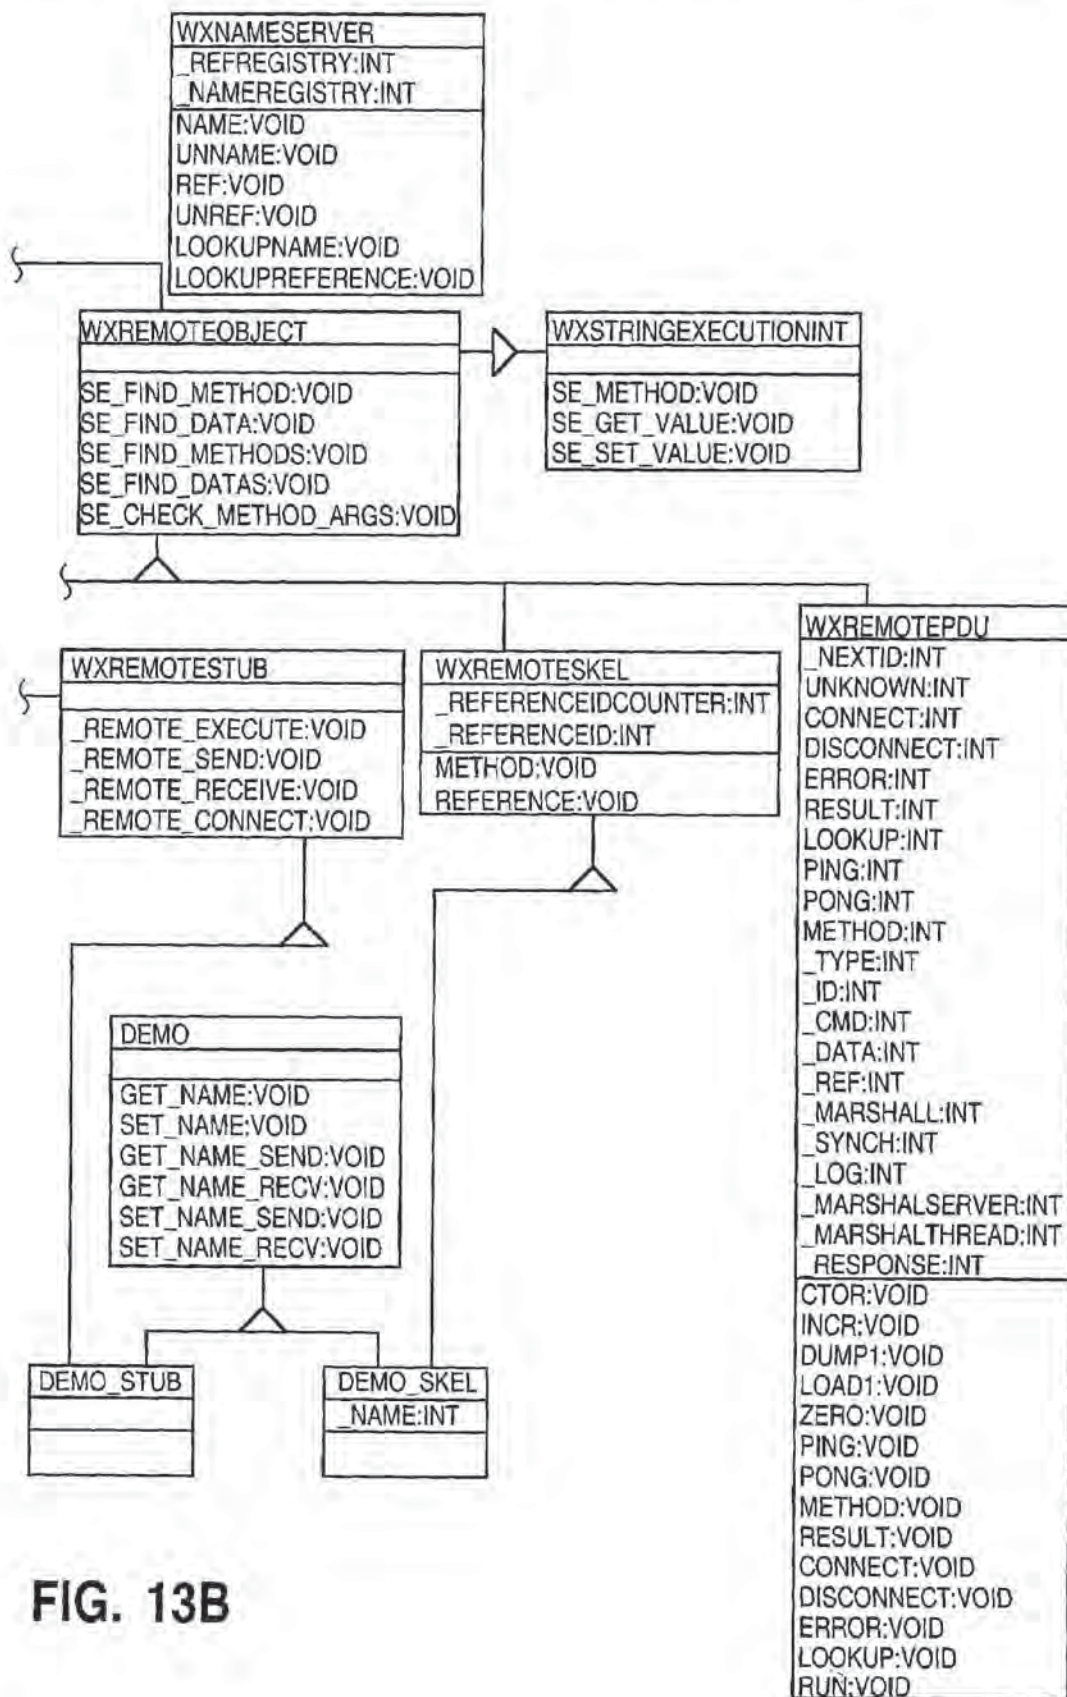 WXNAMESERVER
_REFREGISTRY:INT
_NAMEREGISTRY:INT
NAME:VOID
UNNAME:VOID
REF:VOID
UNREF:VOID
LOOKUPNAME:VOID
LOOKUPREFERENCE:VOID
WXREMOTEOBJECT
SE_FIND_METHOD:VOID
SE_FIND_DATA:VOID
SE_FIND_METHODS:VOID
SE_FIND_DATAS:VOID
SE_CHECK_METHOD_ARGS:VOID
WXSTRINGEXECUTIONINT
SE_METHOD:VOID
SE_GET_VALUE:VOID
SE_SET_VALUE:VOID
WXREMOTESTUB
_REMOTE_EXECUTE:VOID
_REMOTE_SEND:VOID
_REMOTE_RECEIVE:VOID
_REMOTE_CONNECT:VOID
WXREMOTESKEL
_REFERENCEIDCOUNTER:INT
_REFERENCEID:INT
METHOD:VOID
REFERENCE:VOID
WXREMOTEPDU
_NEXTID:INT
UNKNOWN:INT
CONNECT:INT
DISCONNECT:INT
ERROR:INT
RESULT:INT
LOOKUP:INT
PING:INT
PONG:INT
METHOD:INT
_TYPE:INT
_ID:INT
_CMD:INT
_DATA:INT
_REF:INT
_MARSHALL:INT
_SYNCH:INT
_LOG:INT
_MARSHALSERVER:INT
_MARSHALTHREAD:INT
_RESPONSE:INT
CTOR:VOID
INCR:VOID
DUMP1:VOID
LOAD1:VOID
ZERO:VOID
PING:VOID
PONG:VOID
METHOD:VOID
RESULT:VOID
CONNECT:VOID
DISCONNECT:VOID
ERROR:VOID
LOOKUP:VOID
RUN:VOID
DEMO
GET_NAME:VOID
SET_NAME:VOID
GET_NAME_SEND:VOID
GET_NAME_RECV:VOID
SET_NAME_SEND:VOID
SET_NAME_RECV:VOID
DEMO_STUB
DEMO_SKEL
_NAME:INT
FIG. 13B